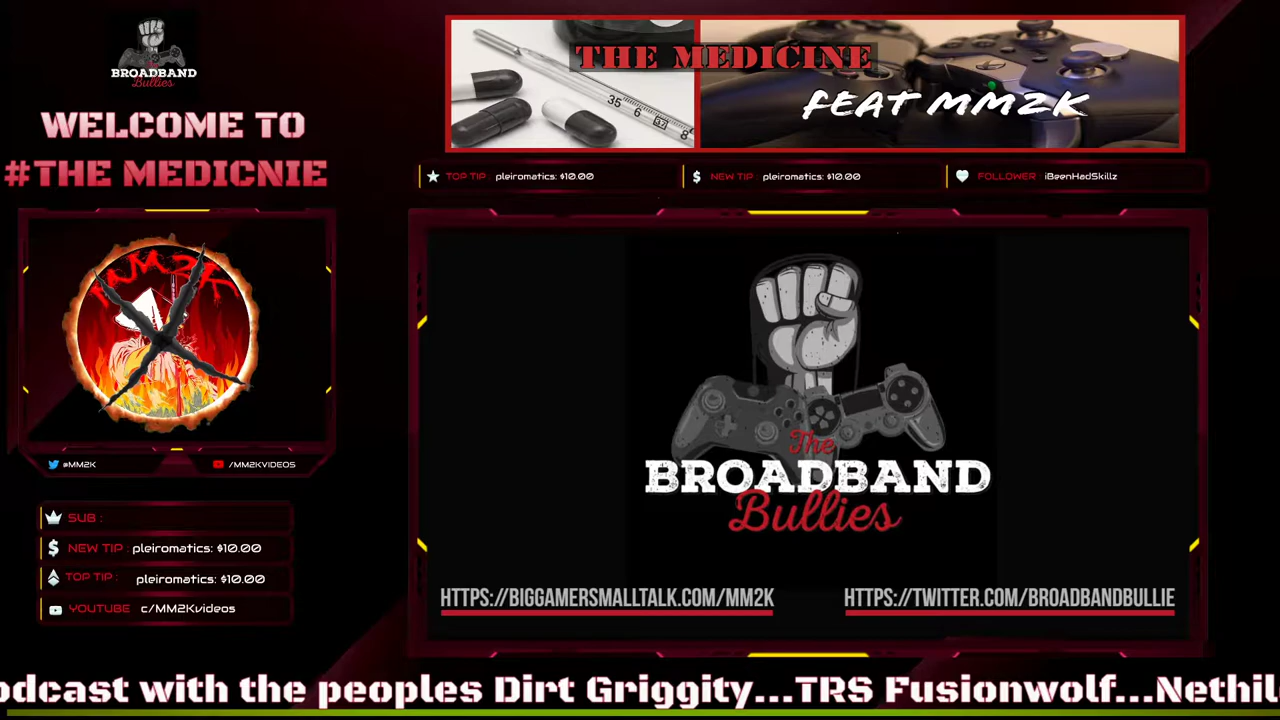 BROADBAND
Bullies
WELCOME TO
#THE MEDICNIE
THE MEDICINE
FEAT MM2K
35
6
37
8
TOP TIP : pleiromatics: $10.00
NEW TIP : pleiromatics: $10.00
FOLLOWER : iBeenHadSkillz
MM2K
@MM2K
/MM2KVIDEOS
SUB :
NEW TIP : pleiromatics: $10.00
TOP TIP : pleiromatics: $10.00
YOUTUBE c/MM2Kvideos
The
BROADBAND
Bullies
HTTPS://BIGGAMERSMALLTALK.COM/MM2K
HTTPS://TWITTER.COM/BROADBANDBULLIE
odcast with the peoples Dirt Griggity...TRS Fusionwolf...Nethil